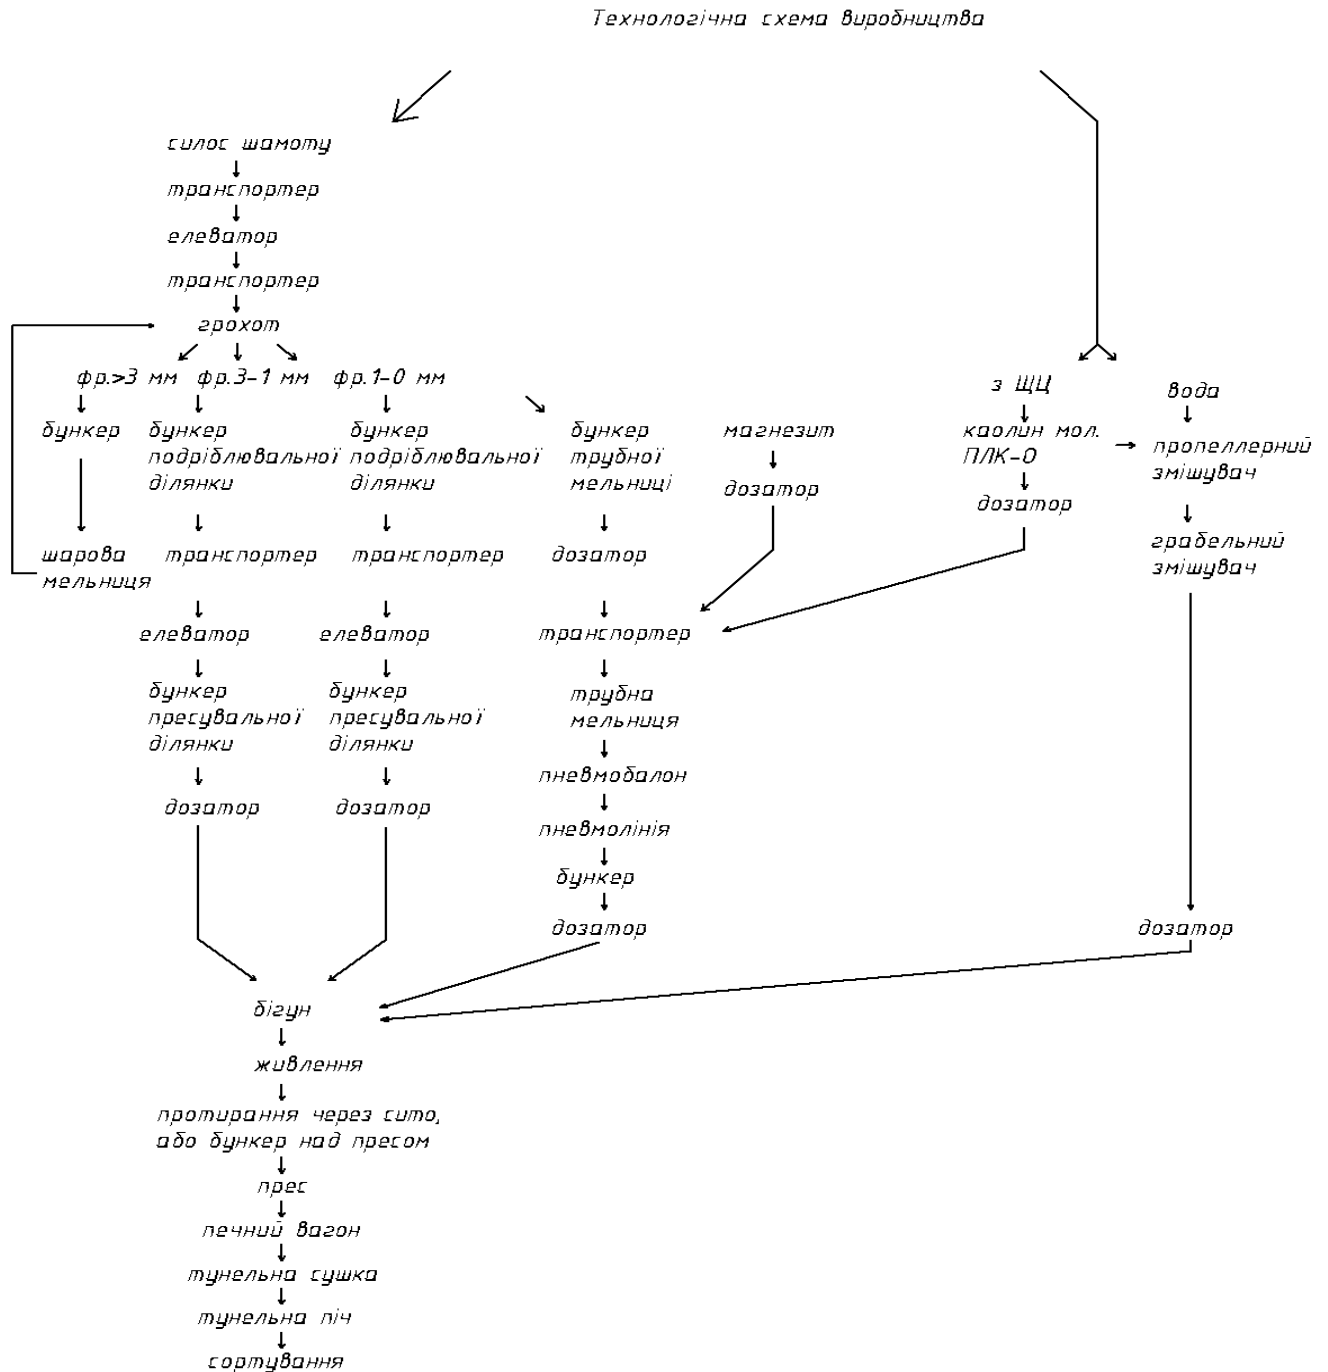 Технологічна схема виробництва
силос шамоту
транспортер
елеватор
транспортер
грохот
фр.>3 мм
фр.3-1 мм
фр.1-0 мм
з ЩЦ
вода
бункер
бункер
подріблювальної
ділянки
бункер
подріблювальної
ділянки
бункер
трубної
мельниці
магнезит
дозатор
каолин мол.
ПЛК-0
дозатор
пропеллерний
змішувач
грабельний
змішувач
шарова
мельниця
транспортер
транспортер
дозатор
елеватор
елеватор
транспортер
бункер
пресувальної
ділянки
бункер
пресувальної
ділянки
трубна
мельниця
пневмобалон
дозатор
дозатор
пневмолінія
бункер
дозатор
дозатор
бігун
живлення
протирання через сито,
або бункер над пресом
прес
печний вагон
тунельна сушка
тунельна піч
сортування